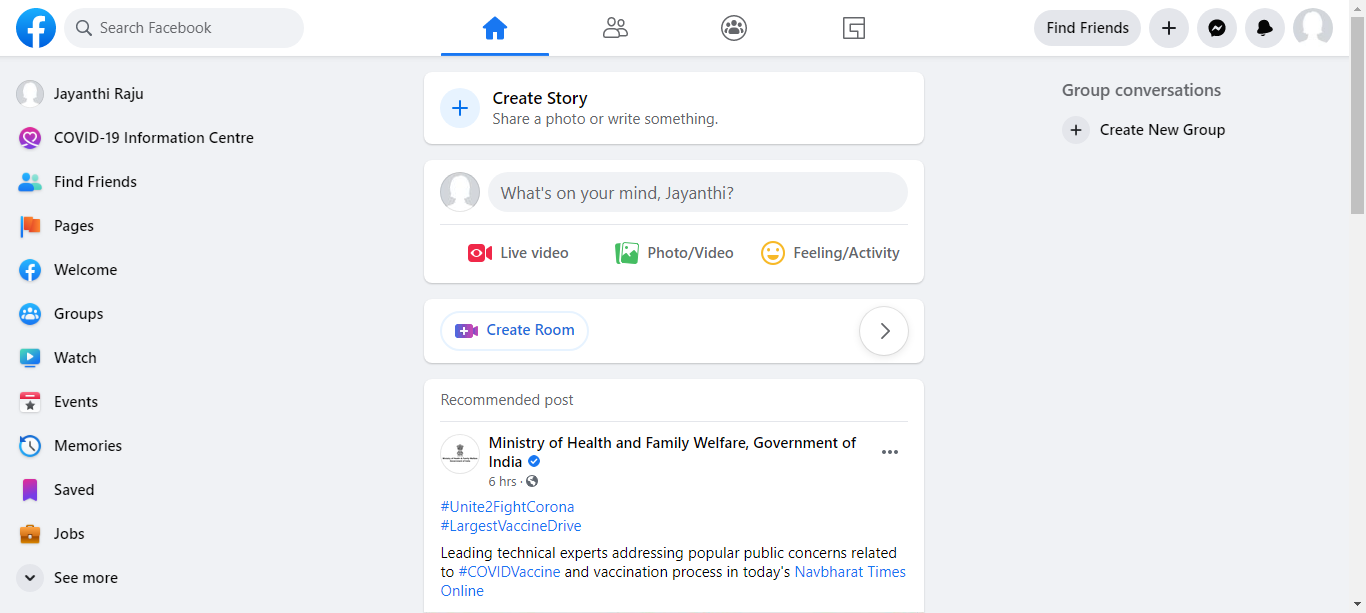 Search Facebook
Find Friends
Jayanthi Raju
COVID-19 Information Centre
Find Friends
Pages
Welcome
Groups
Watch
Events
Memories
Saved
Jobs
See more
Create Story
Share a photo or write something.
What's on your mind, Jayanthi?
Live video
Photo/Video
Feeling/Activity
Create Room
Recommended post
Ministry of Health and Family Welfare, Government of
India
6 hrs ·
#Unite2FightCorona
#LargestVaccineDrive
Leading technical experts addressing popular public concerns related
to #COVIDVaccine and vaccination process in today's Navbharat Times
Online
Group conversations
Create New Group